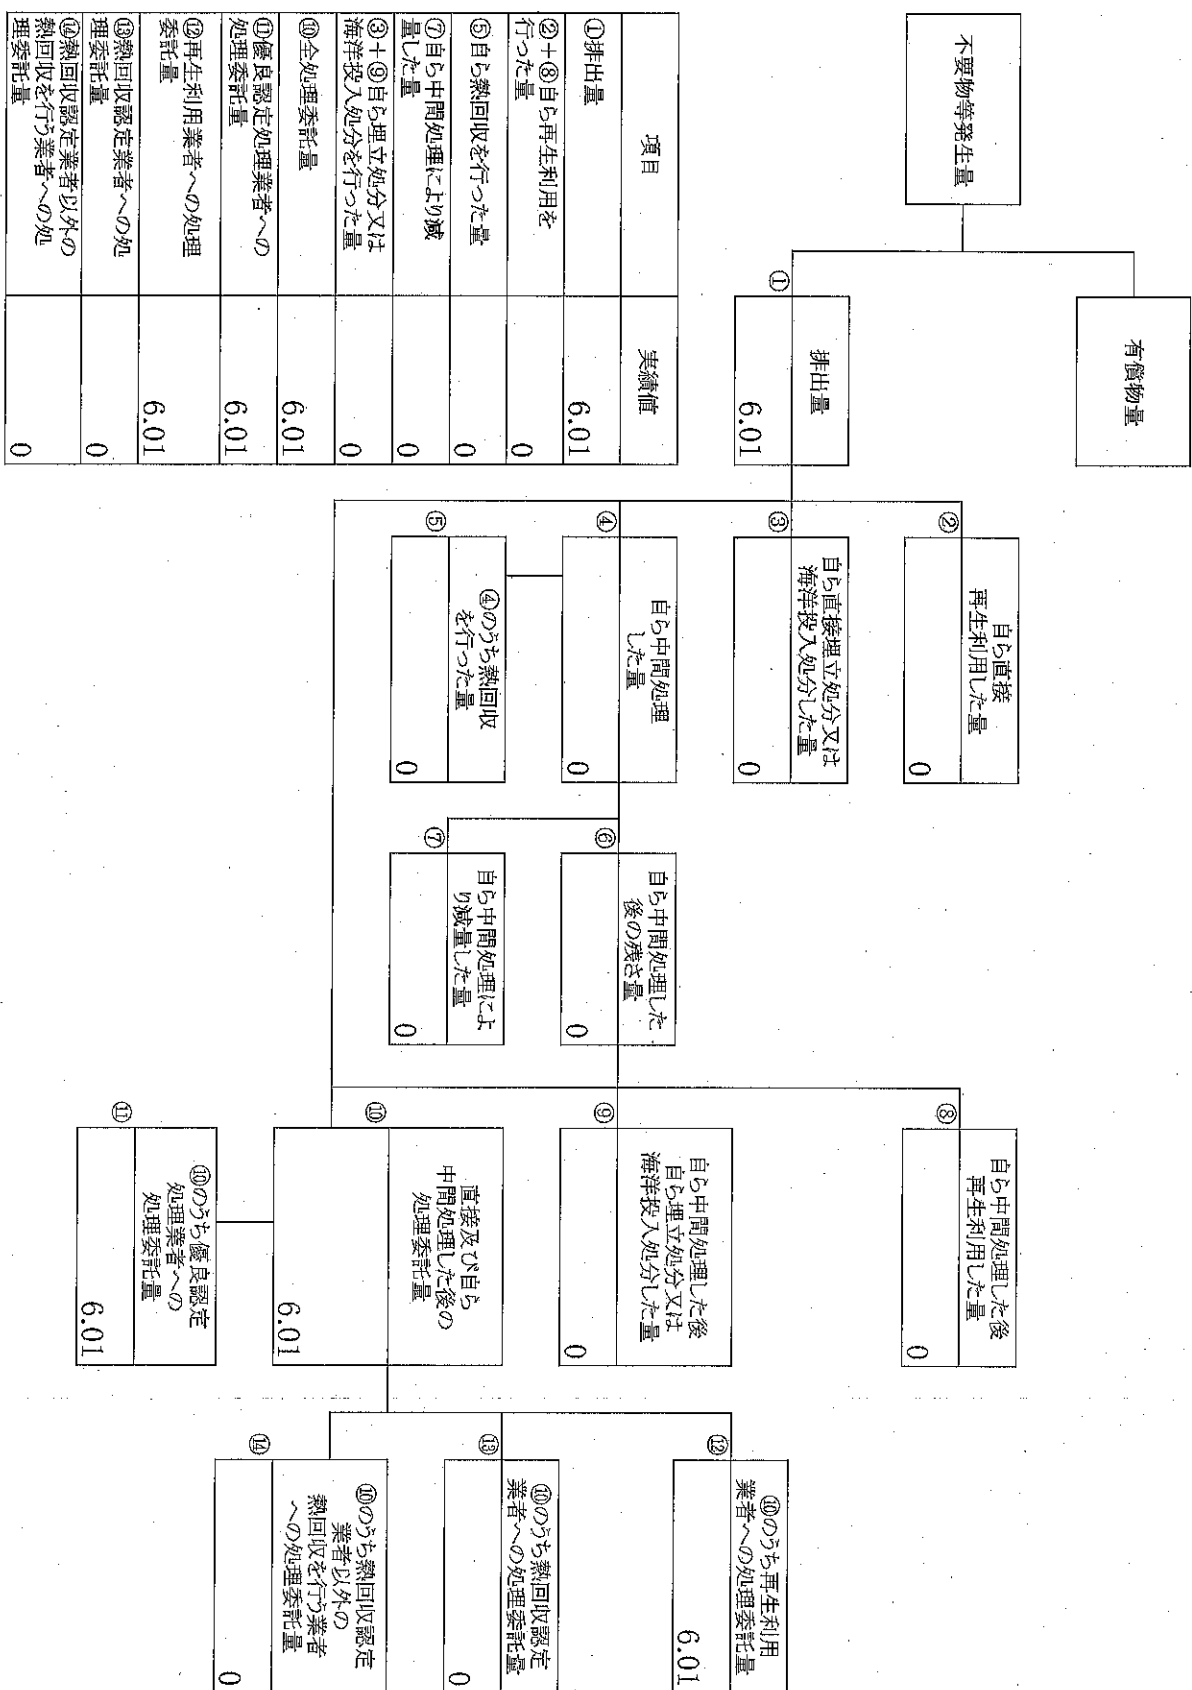 不要物等発生量
有償物量
①
排出量
6.01
②
自ら直接
再生利用した量
0
③
自ら直接埋立処分又は
海洋投入処分した量
0
④
自ら中間処理
した量
0
⑤
④のうち熱回収
を行った量
0
⑥
自ら中間処理した
後の残さ量
0
⑦
自ら中間処理によ
り減量した量
0
⑧
自ら中間処理した後
再生利用した量
0
⑨
自ら中間処理した後
自ら埋立処分又は
海洋投入処分した量
0
⑩
直接及び自ら
中間処理した後の
処理委託量
6.01
⑪
⑩のうち優良認定
処理業者への
処理委託量
6.01
⑫
⑩のうち再生利用
業者への処理委託量
6.01
⑬
⑩のうち熱回収認定
業者への処理委託量
0
⑭
⑩のうち熱回収認定
業者以外の
熱回収を行う業者
への処理委託量
0
項目 実績値
①排出量 6.01
②+⑧自ら再生利用を
行った量 0
⑤自ら熱回収を行った量 0
⑦自ら中間処理により減
量した量 0
③+⑨自ら埋立処分又は
海洋投入処分を行った量 0
⑩全処理委託量 6.01
⑪優良認定処理業者への
処理委託量 6.01
⑫再生利用業者への処理
委託量 6.01
⑬熱回収認定業者への処
理委託量 0
⑭熱回収認定業者以外の
熱回収を行う業者への処
理委託量 0